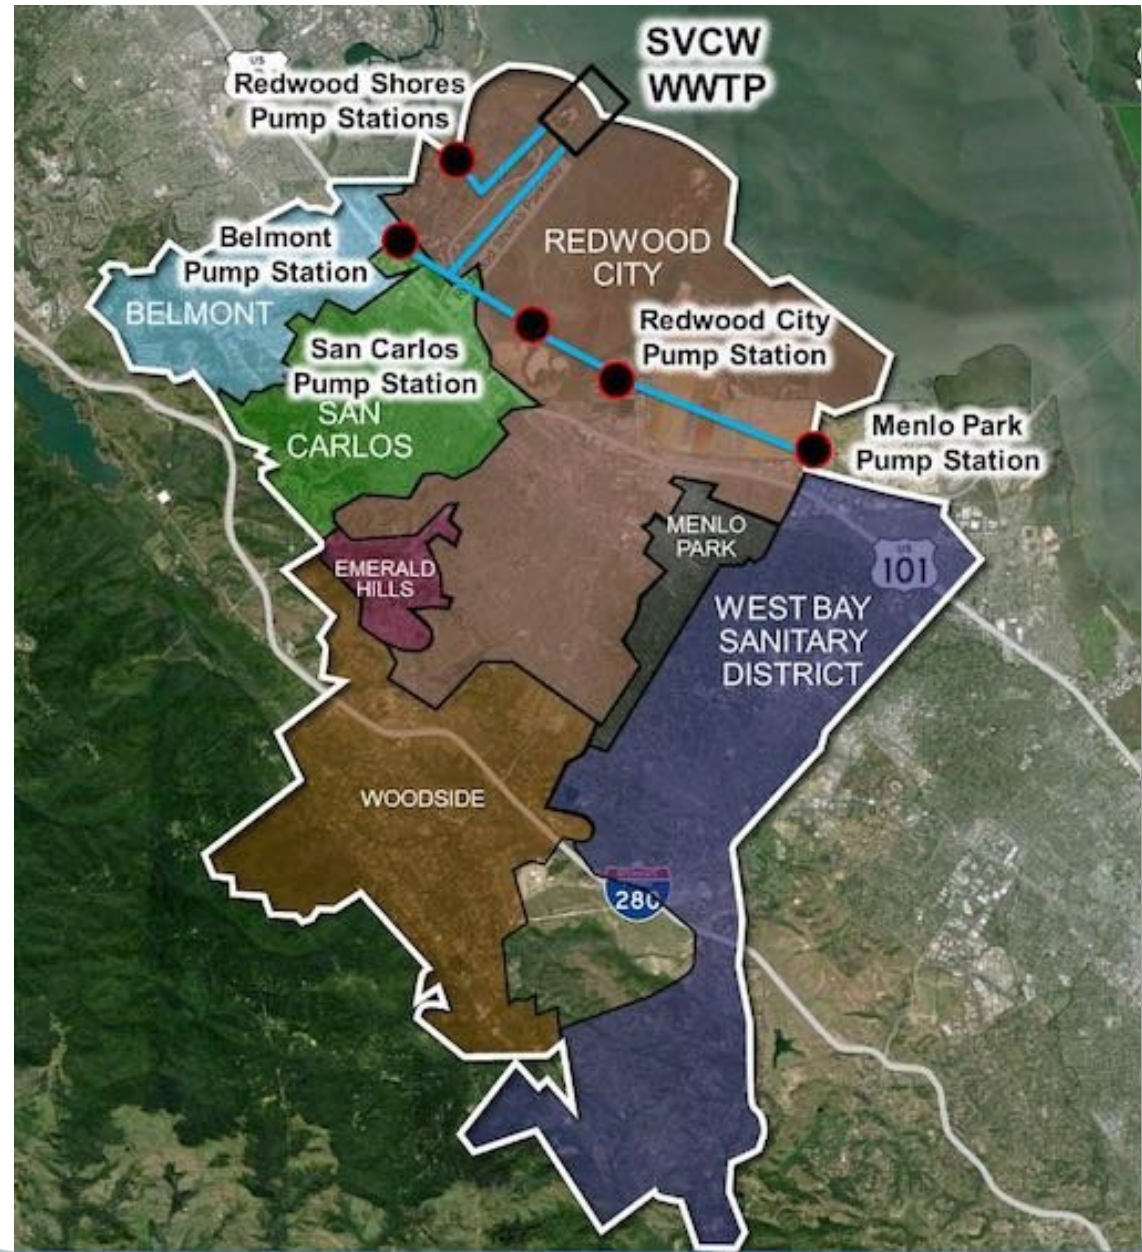 SVCW
WWTP
US
Redwood Shores
Pump Stations
Belmont
Pump Station
REDWOOD
CITY
BELMONT
San Carlos
Pump Station
Redwood City
Pump Station
SAN
CARLOS
Menlo Park
Pump Station
MENLO
PARK
EMERALD
HILLS
US
101
WEST BAY
SANITARY
DISTRICT
WOODSIDE
280